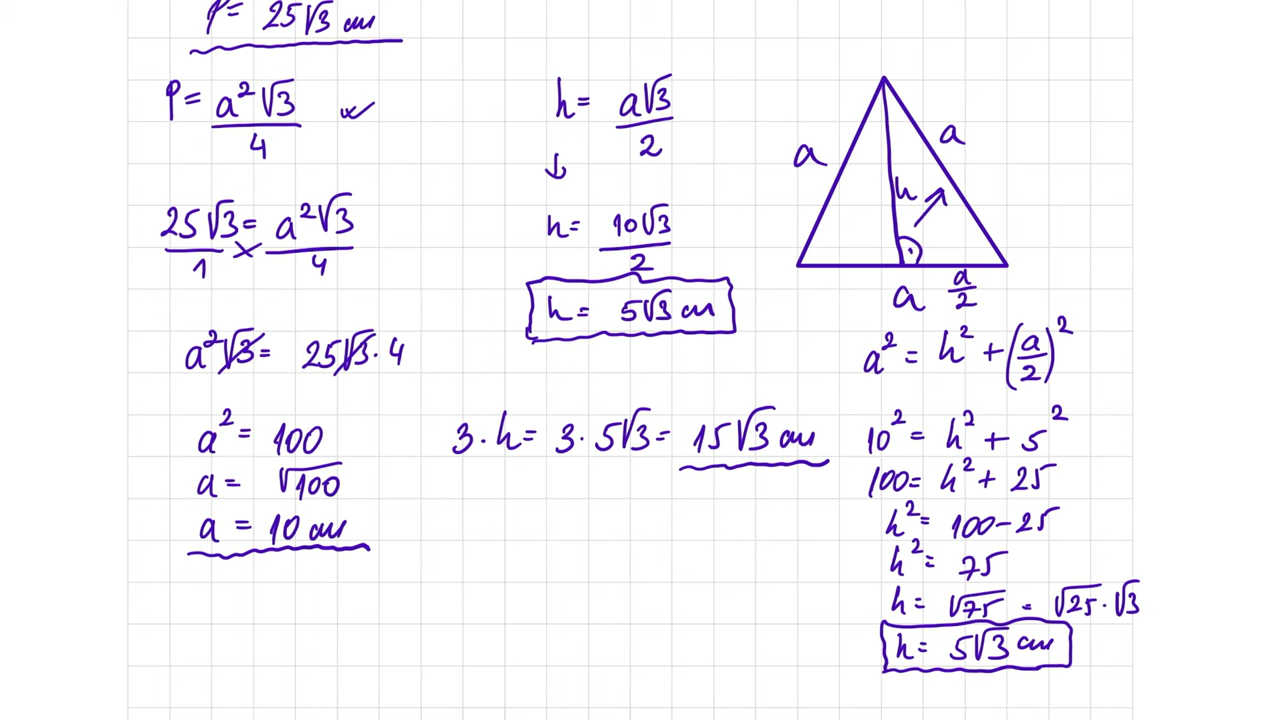 P = 25√3 cm
P = a²√3 / 4 ✓
25√3 / 1 = a²√3 / 4
a²√3 = 25√3 · 4
a² = 100
a = √100
a = 10 cm
h = a√3 / 2
↓
h = 10√3 / 2
h = 5√3 cm
3 · h = 3 · 5√3 = 15√3 cm
a
a
h
a
a/2
a² = h² + (a/2)²
10² = h² + 5²
100 = h² + 25
h² = 100 - 25
h² = 75
h = √75 = √25 · √3
h = 5√3 cm